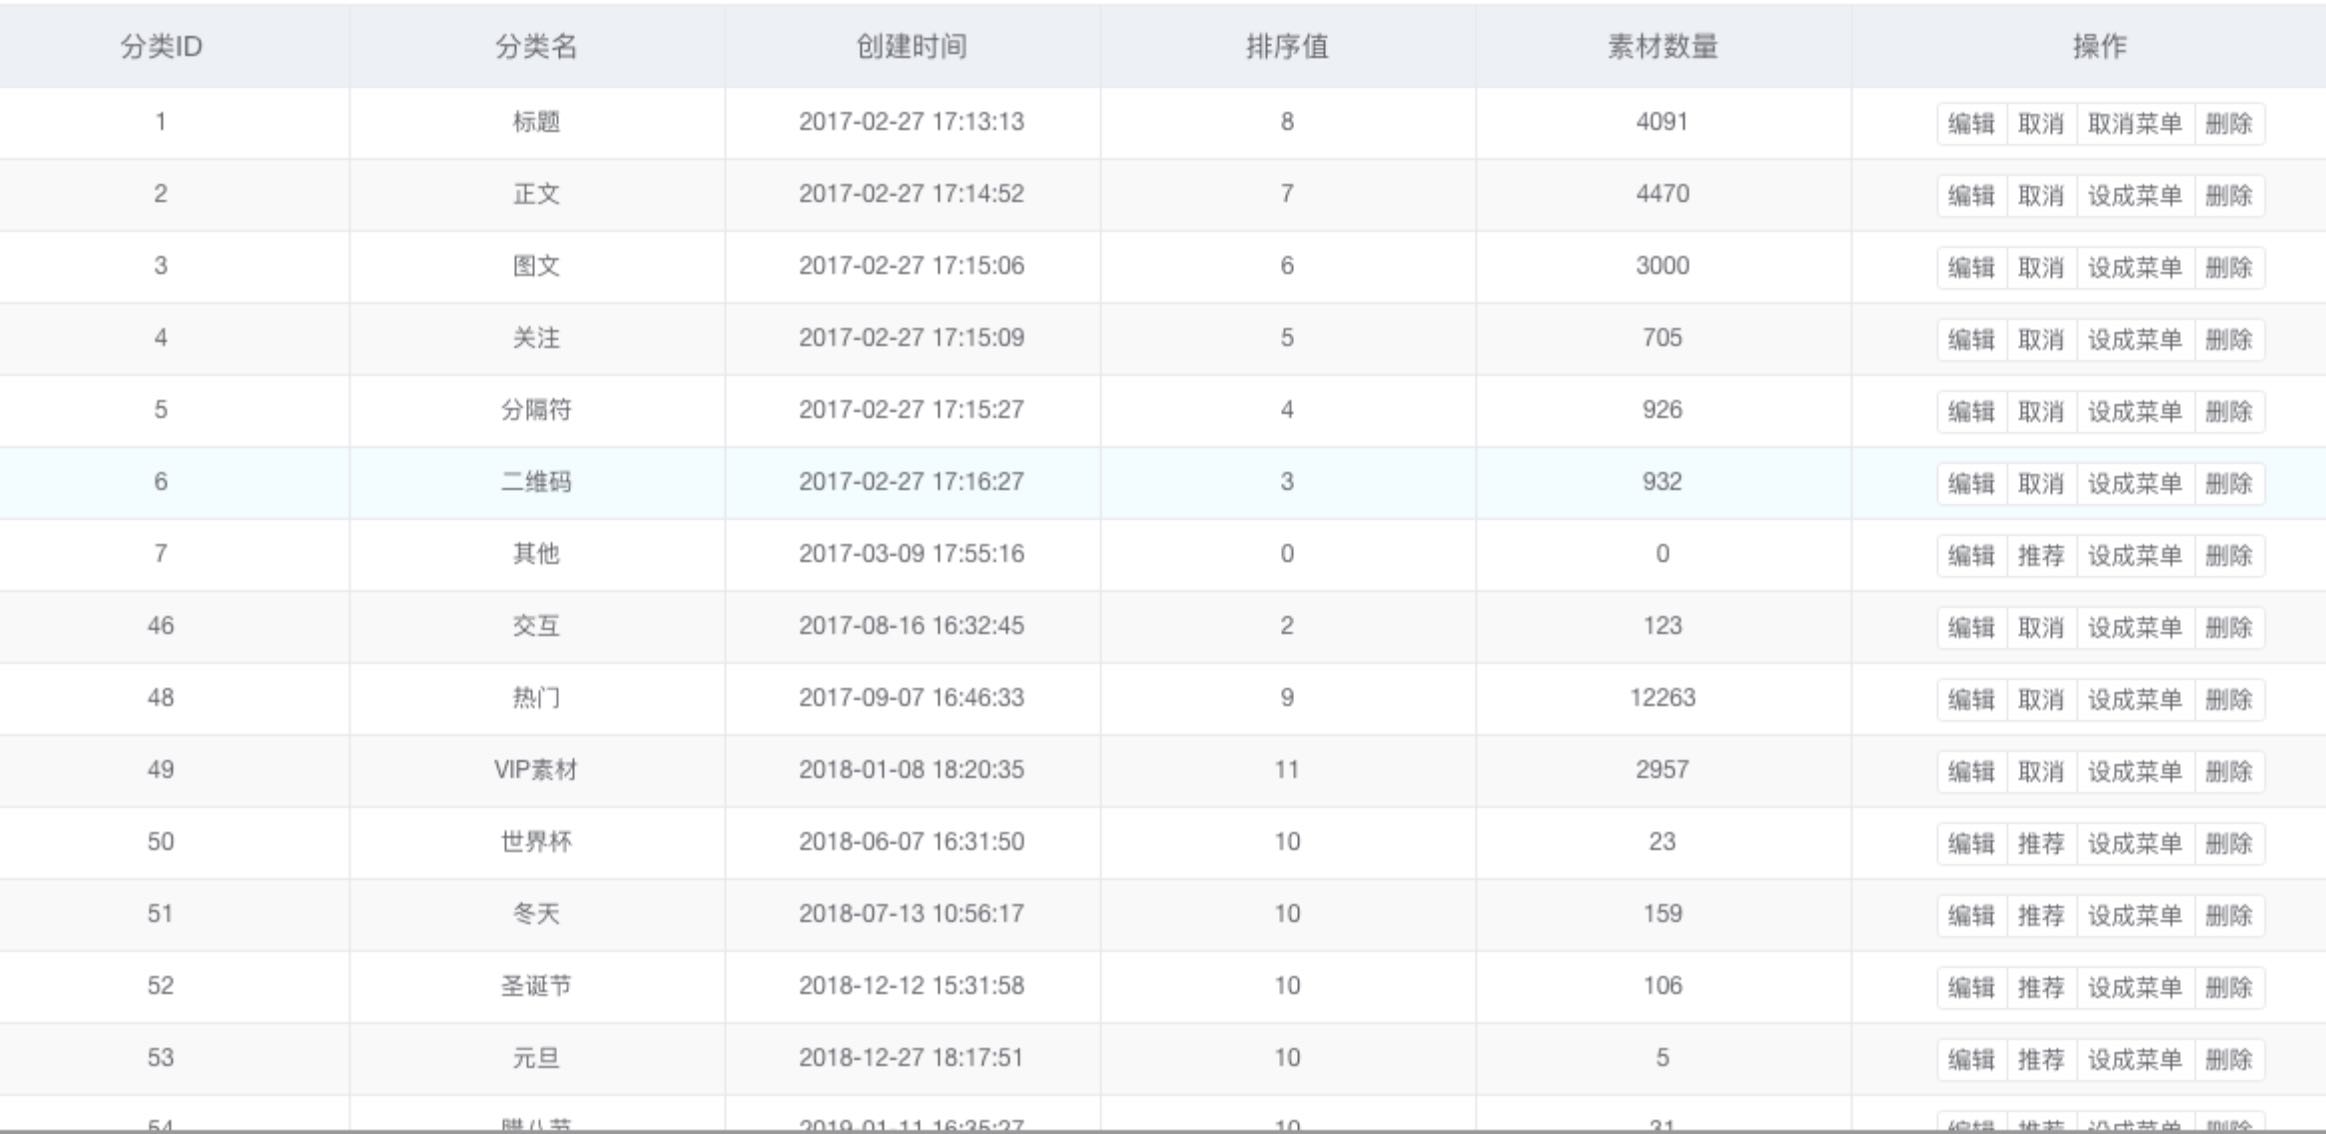 分类ID 分类名 创建时间 排序值 素材数量 操作
1 标题 2017-02-27 17:13:13 8 4091 编辑 取消 取消菜单 删除
2 正文 2017-02-27 17:14:52 7 4470 编辑 取消 设成菜单 删除
3 图文 2017-02-27 17:15:06 6 3000 编辑 取消 设成菜单 删除
4 关注 2017-02-27 17:15:09 5 705 编辑 取消 设成菜单 删除
5 分隔符 2017-02-27 17:15:27 4 926 编辑 取消 设成菜单 删除
6 二维码 2017-02-27 17:16:27 3 932 编辑 取消 设成菜单 删除
7 其他 2017-03-09 17:55:16 0 0 编辑 推荐 设成菜单 删除
46 交互 2017-08-16 16:32:45 2 123 编辑 取消 设成菜单 删除
48 热门 2017-09-07 16:46:33 9 12263 编辑 取消 设成菜单 删除
49 VIP素材 2018-01-08 18:20:35 11 2957 编辑 取消 设成菜单 删除
50 世界杯 2018-06-07 16:31:50 10 23 编辑 推荐 设成菜单 删除
51 冬天 2018-07-13 10:56:17 10 159 编辑 推荐 设成菜单 删除
52 圣诞节 2018-12-12 15:31:58 10 106 编辑 推荐 设成菜单 删除
53 元旦 2018-12-27 18:17:51 10 5 编辑 推荐 设成菜单 删除
54 腊八节 2019-01-11 16:35:27 10 31 编辑 推荐 设成菜单 删除